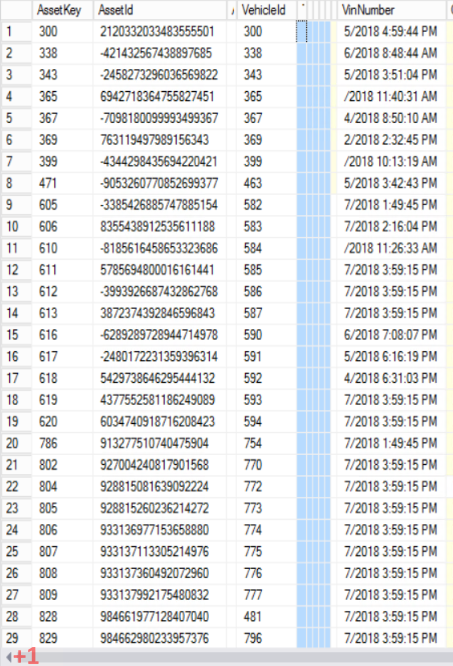 AssetKey AssetId / VehicleId VinNumber
1 300 2120332033483555501 300 5/2018 4:59:44 PM
2 338 -421432567438897685 338 6/2018 8:48:44 AM
3 343 -2458273296036569822 343 5/2018 3:51:04 PM
4 365 6942718364755827451 365 /2018 11:40:31 AM
5 367 -7098180099993499367 367 4/2018 8:50:10 AM
6 369 763119497989156343 369 2/2018 2:32:45 PM
7 399 -4344298435694220421 399 /2018 10:13:19 AM
8 471 -9053260770852699377 463 5/2018 3:42:43 PM
9 605 -3385426885747885154 582 7/2018 1:49:45 PM
10 606 8355438912535611188 583 7/2018 2:16:04 PM
11 610 -8185616458653323686 584 /2018 11:26:33 AM
12 611 5785694800016161441 585 7/2018 3:59:15 PM
13 612 -3993926687432862768 586 7/2018 3:59:15 PM
14 613 3872374392846596843 587 7/2018 3:59:15 PM
15 616 -6289289728944714978 590 6/2018 7:08:07 PM
16 617 -2480172231359396314 591 5/2018 6:16:19 PM
17 618 5429738646295444132 592 4/2018 6:31:03 PM
18 619 4377552581186249089 593 7/2018 3:59:15 PM
19 620 6034740918716208423 594 7/2018 3:59:15 PM
20 786 913277510740475904 754 7/2018 1:49:45 PM
21 802 927004240817901568 770 7/2018 3:59:15 PM
22 804 928815081639092224 772 7/2018 3:59:15 PM
23 805 928815260236214272 773 7/2018 3:59:15 PM
24 806 933136977153658880 774 7/2018 3:59:15 PM
25 807 933137113305214976 775 7/2018 3:59:15 PM
26 808 933137360492072960 776 7/2018 3:59:15 PM
27 809 933137992175480832 777 7/2018 3:59:15 PM
28 828 984661977128407040 481 7/2018 3:59:15 PM
29 829 984662980233957376 796 7/2018 3:59:15 PM
+1